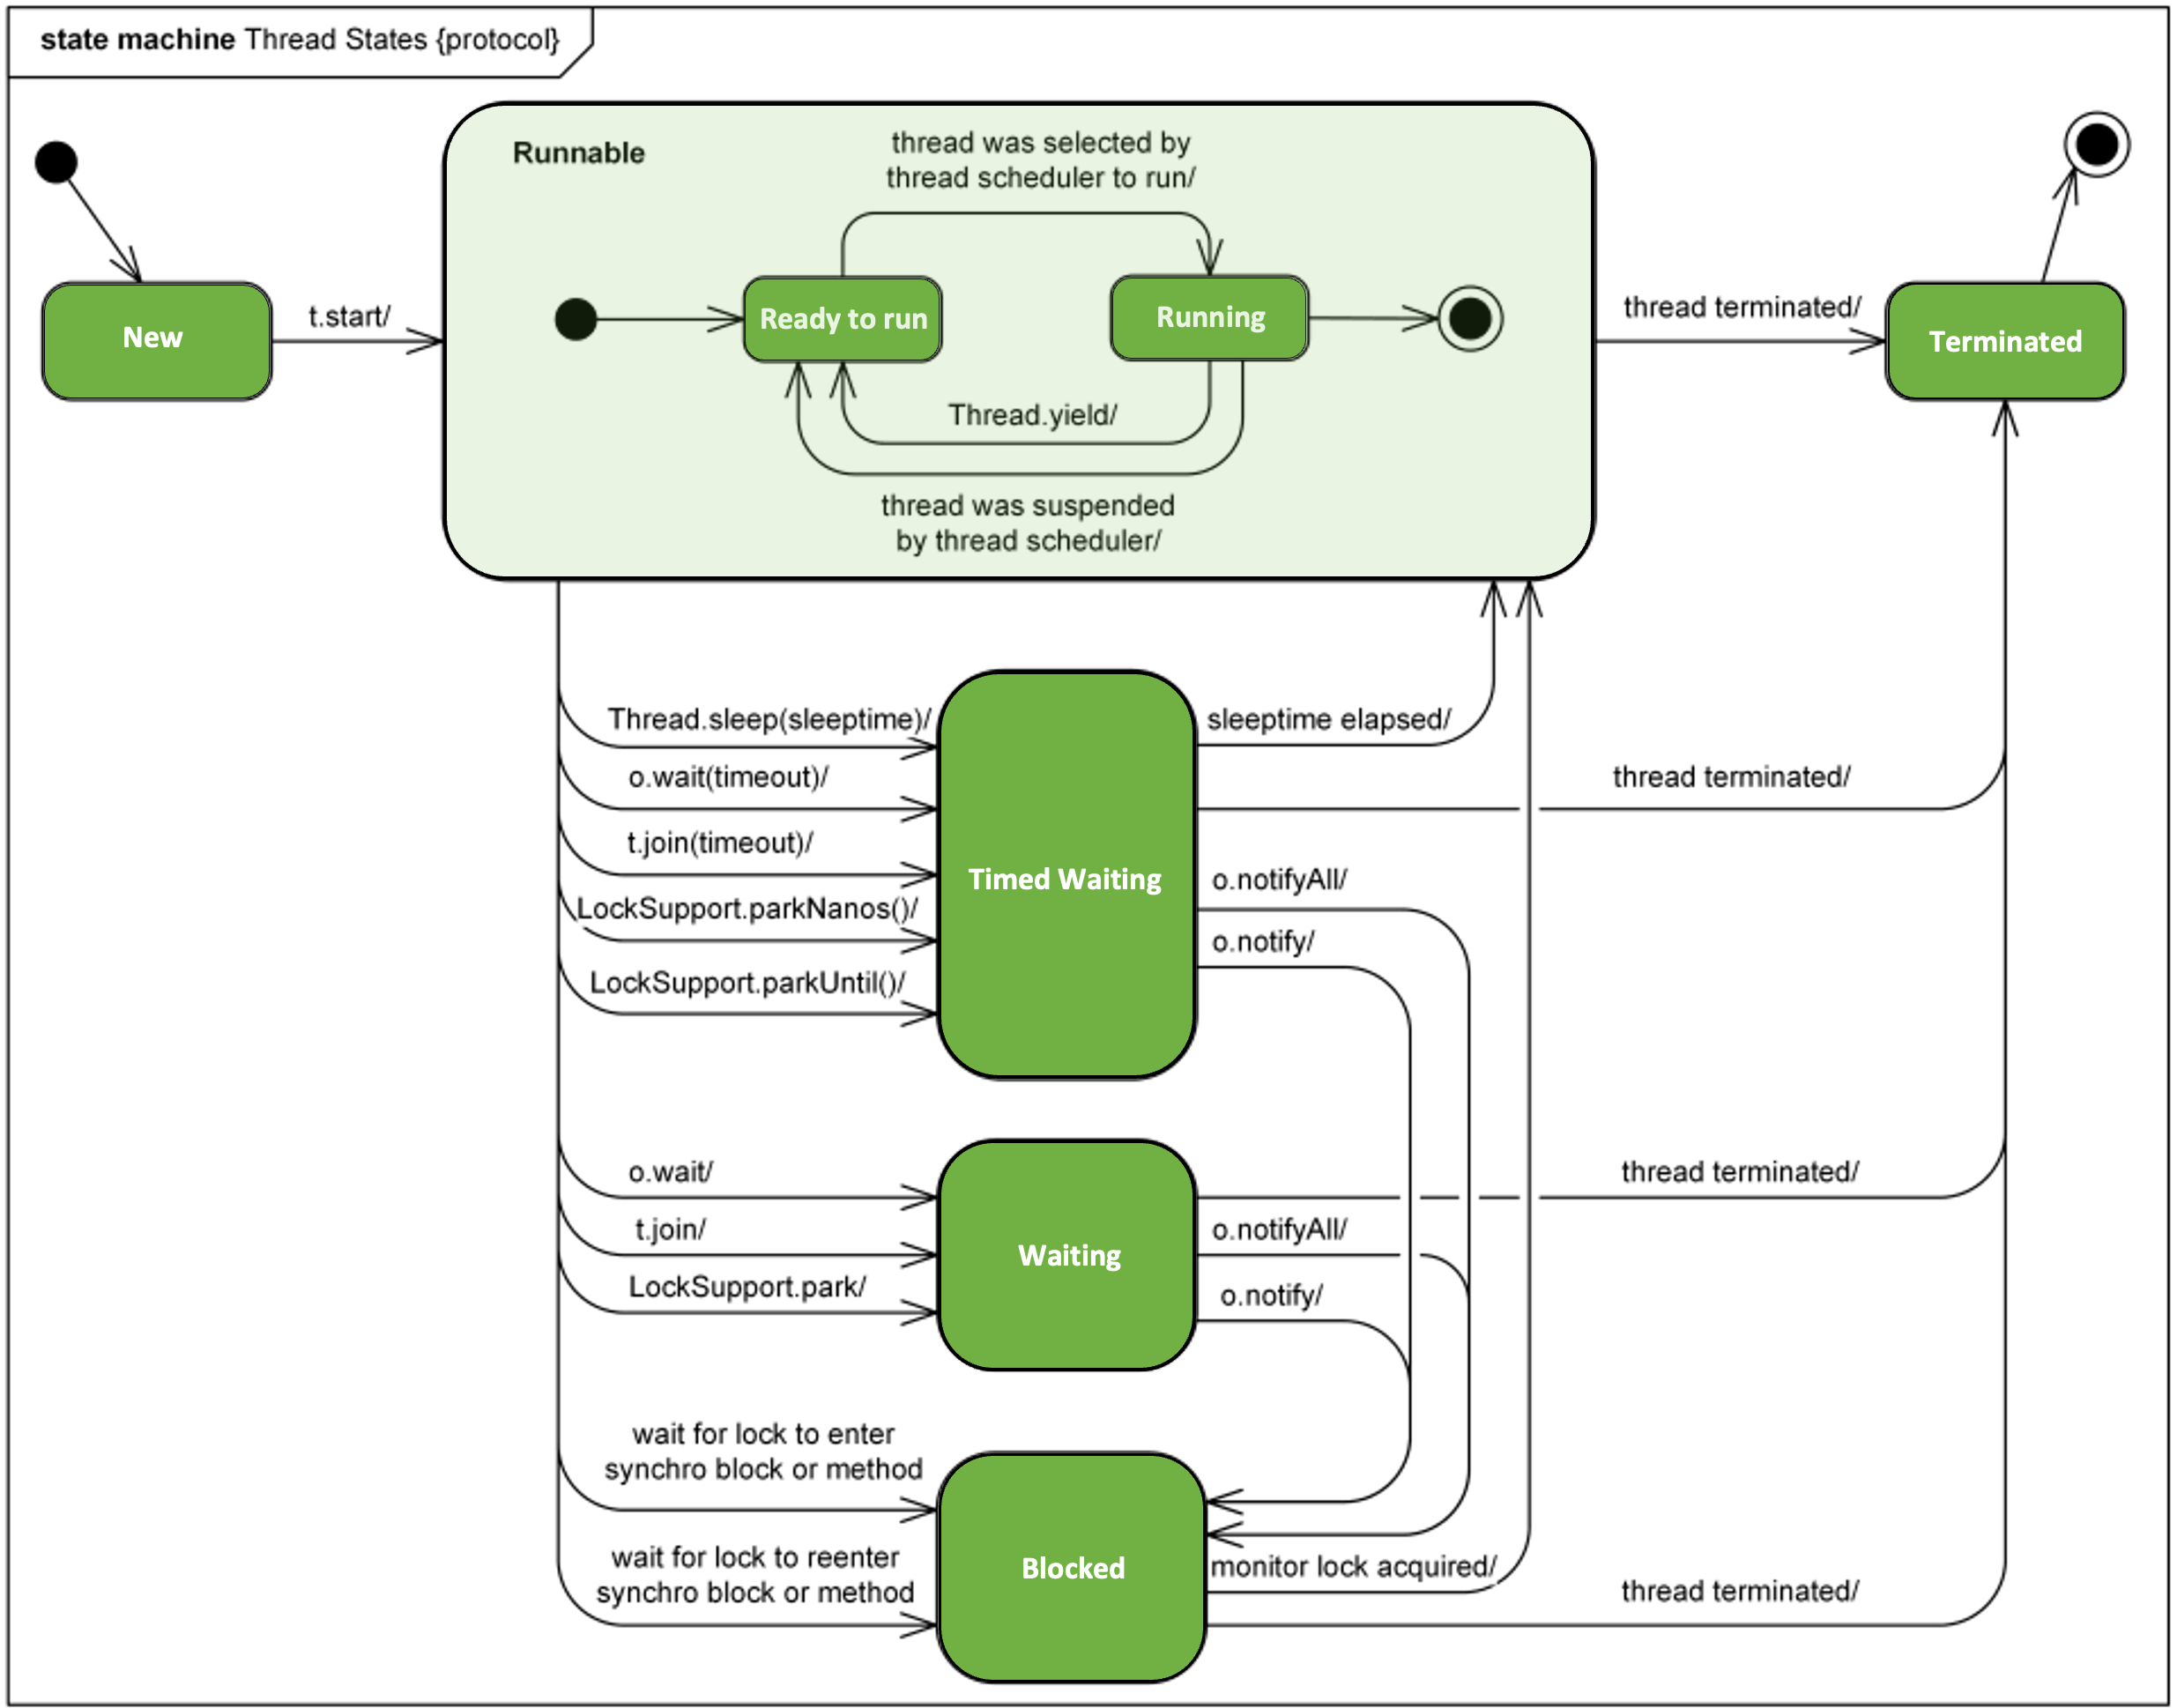 state machine Thread States {protocol}
Runnable
thread was selected by
thread scheduler to run/
New
t.start/
Ready to run
Running
thread terminated/
Terminated
Thread.yield/
thread was suspended
by thread scheduler/
Thread.sleep(sleeptime)/
sleeptime elapsed/
o.wait(timeout)/
thread terminated/
t.join(timeout)/
Timed Waiting
o.notifyAll/
LockSupport.parkNanos()/
o.notify/
LockSupport.parkUntil()/
o.wait/
thread terminated/
t.join/
Waiting
o.notifyAll/
LockSupport.park/
o.notify/
wait for lock to enter
synchro block or method
wait for lock to reenter
synchro block or method
Blocked
monitor lock acquired/
thread terminated/